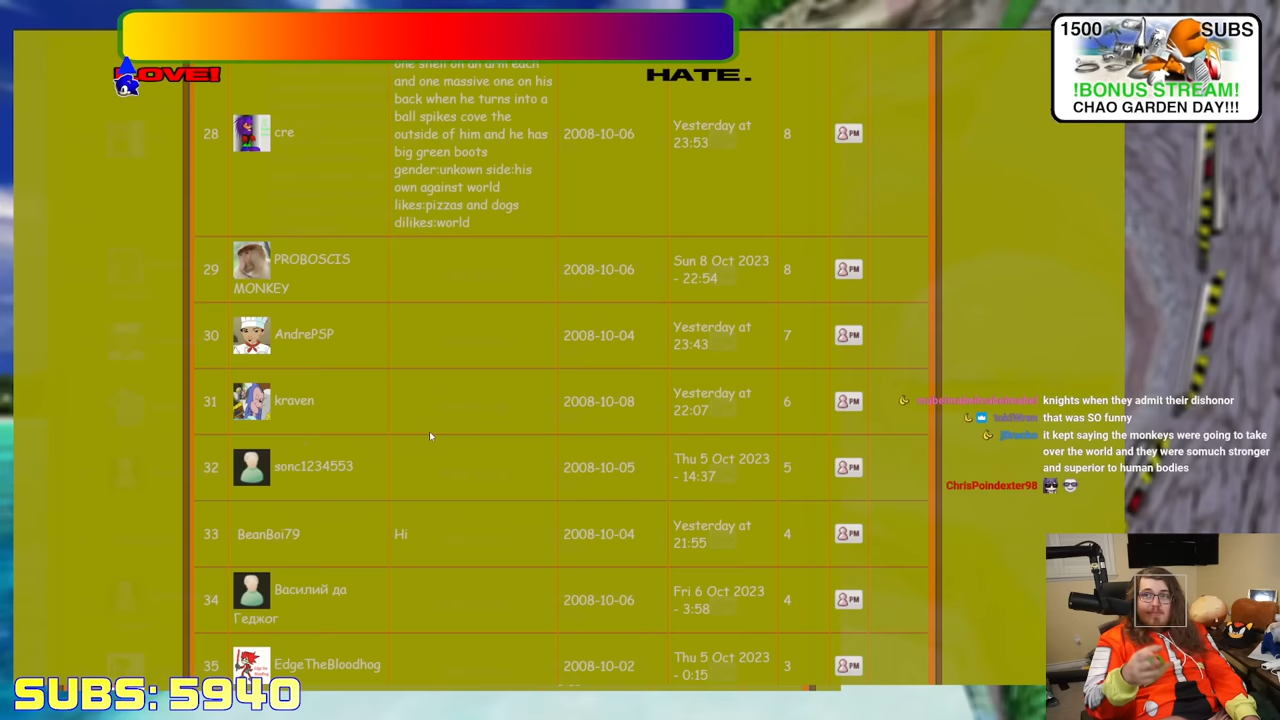 LOVE!
HATE.
1500 SUBS
!BONUS STREAM!
CHAO GARDEN DAY!!!
one shell on an arm each
and one massive one on his
back when he turns into a
ball spikes cove the
outside of him and he has
big green boots
gender:unkown side:his
own against world
likes:pizzas and dogs
dilikes:world
28 cre 2008-10-06 Yesterday at
23:53 8 PM
29 PROBOSCIS
MONKEY 2008-10-06 Sun 8 Oct 2023
- 22:54 8 PM
30 AndrePSP 2008-10-04 Yesterday at
23:43 7 PM
31 kraven 2008-10-08 Yesterday at
22:07 6 PM
32 sonc1234553 2008-10-05 Thu 5 Oct 2023
- 14:37 5 PM
33 BeanBoi79 Hi 2008-10-04 Yesterday at
21:55 4 PM
34 Василий да
Геджог 2008-10-06 Fri 6 Oct 2023
- 3:58 4 PM
35 EdgeTheBloodhog 2008-10-02 Thu 5 Oct 2023
- 0:15 3 PM
knights when they admit their dishonor
that was SO funny
it kept saying the monkeys were going to take
over the world and they were somuch stronger
and superior to human bodies
ChrisPoindexter98
SUBS: 5940